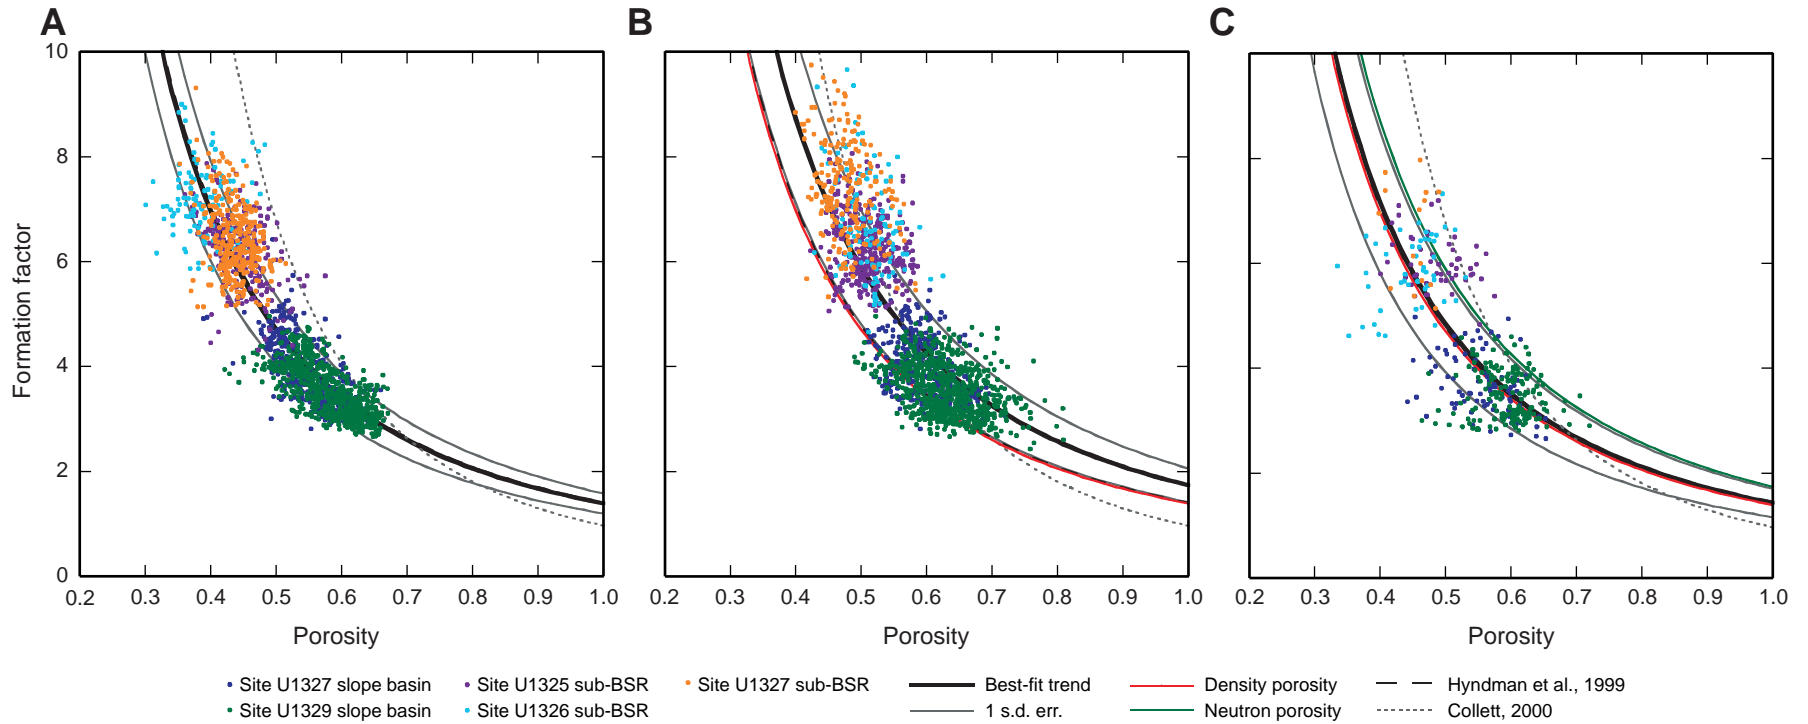 A
B
C
10
8
6
4
2
0
Formation factor
0.2 0.3 0.4 0.5 0.6 0.7 0.8 0.9 1.0
0.2 0.3 0.4 0.5 0.6 0.7 0.8 0.9 1.0
0.2 0.3 0.4 0.5 0.6 0.7 0.8 0.9 1.0
Porosity
Porosity
Porosity
Site U1327 slope basin
Site U1329 slope basin
Site U1325 sub-BSR
Site U1326 sub-BSR
Site U1327 sub-BSR
Best-fit trend
1 s.d. err.
Density porosity
Neutron porosity
Hyndman et al., 1999
Collett, 2000